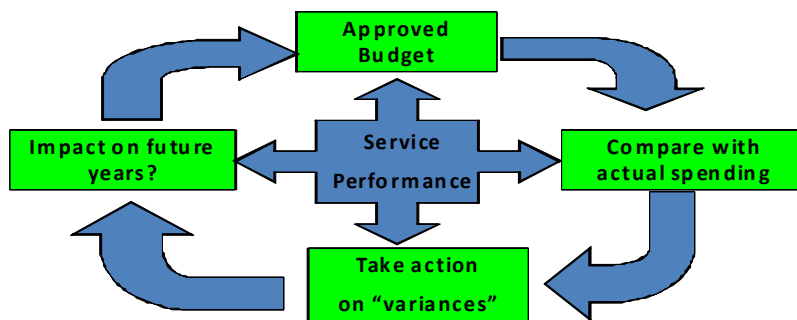 Approved
Budget
Impact on future
years?
Service
Performance
Compare with
actual spending
Take action
on “variances”